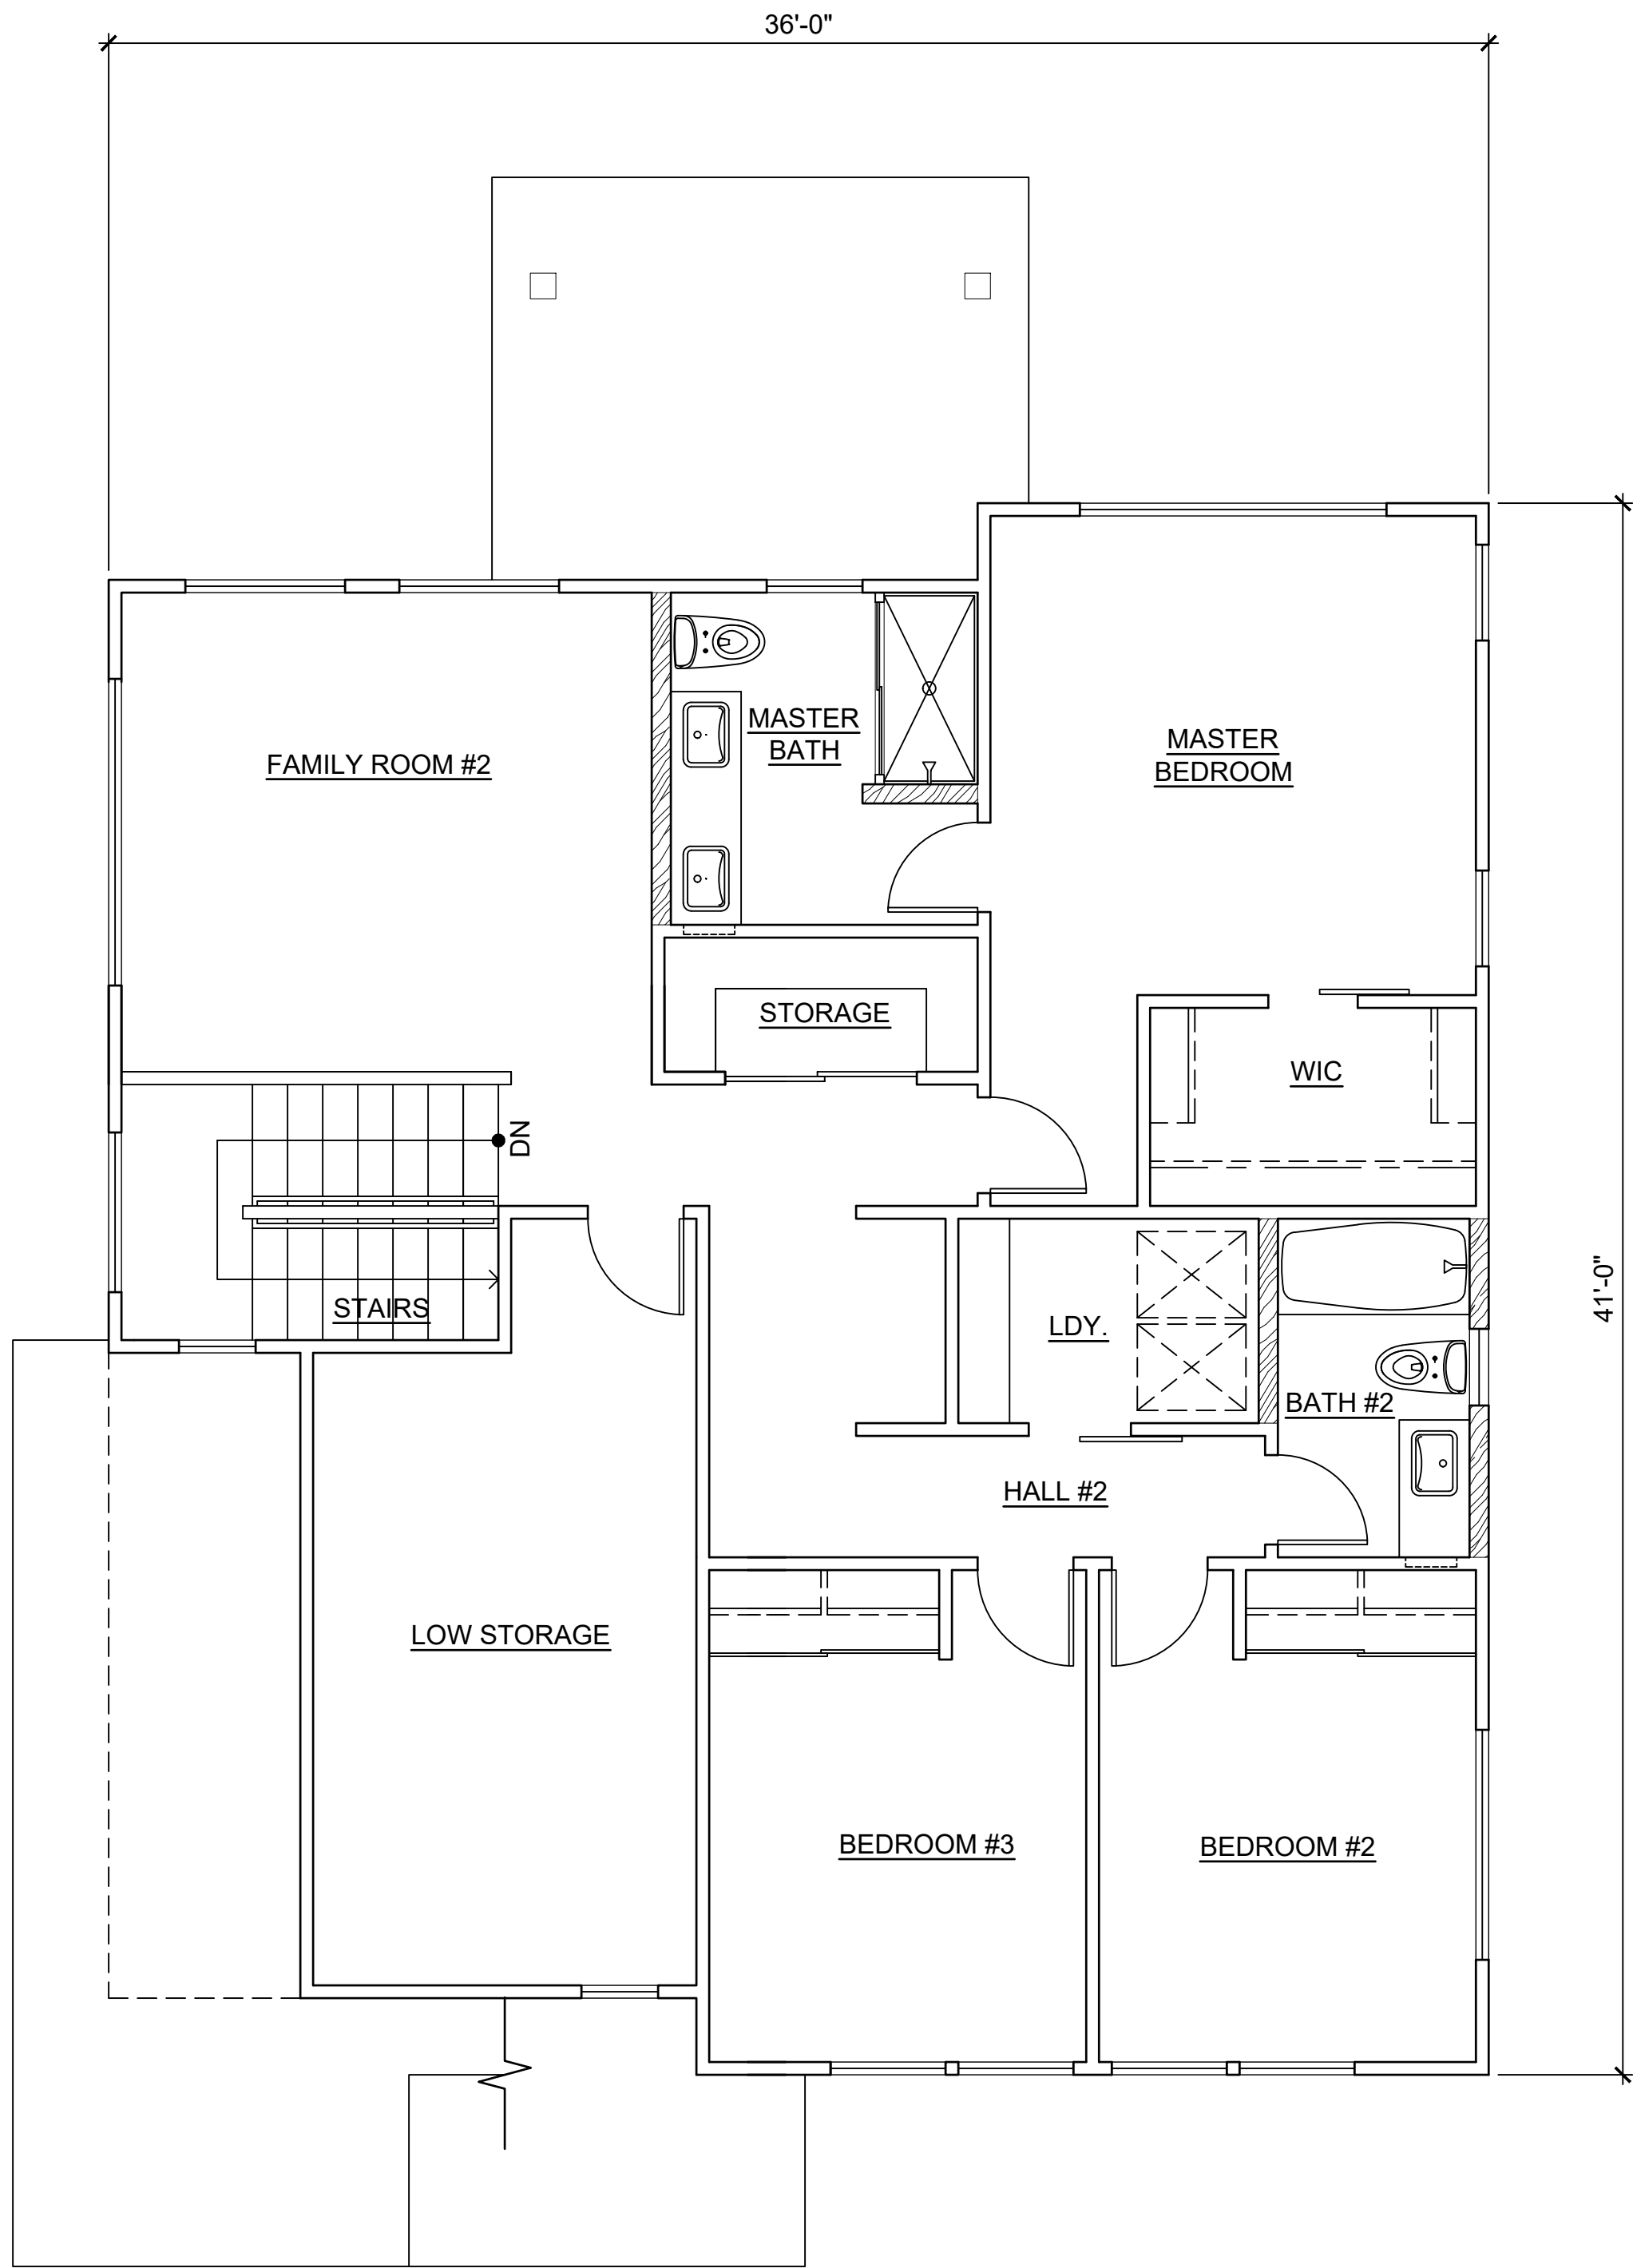 36'-0"
MASTER
BATH
MASTER
BEDROOM
FAMILY ROOM #2
STORAGE
WIC
DN
STAIRS
LDY.
41'-0"
BATH #2
HALL #2
LOW STORAGE
BEDROOM #3
BEDROOM #2